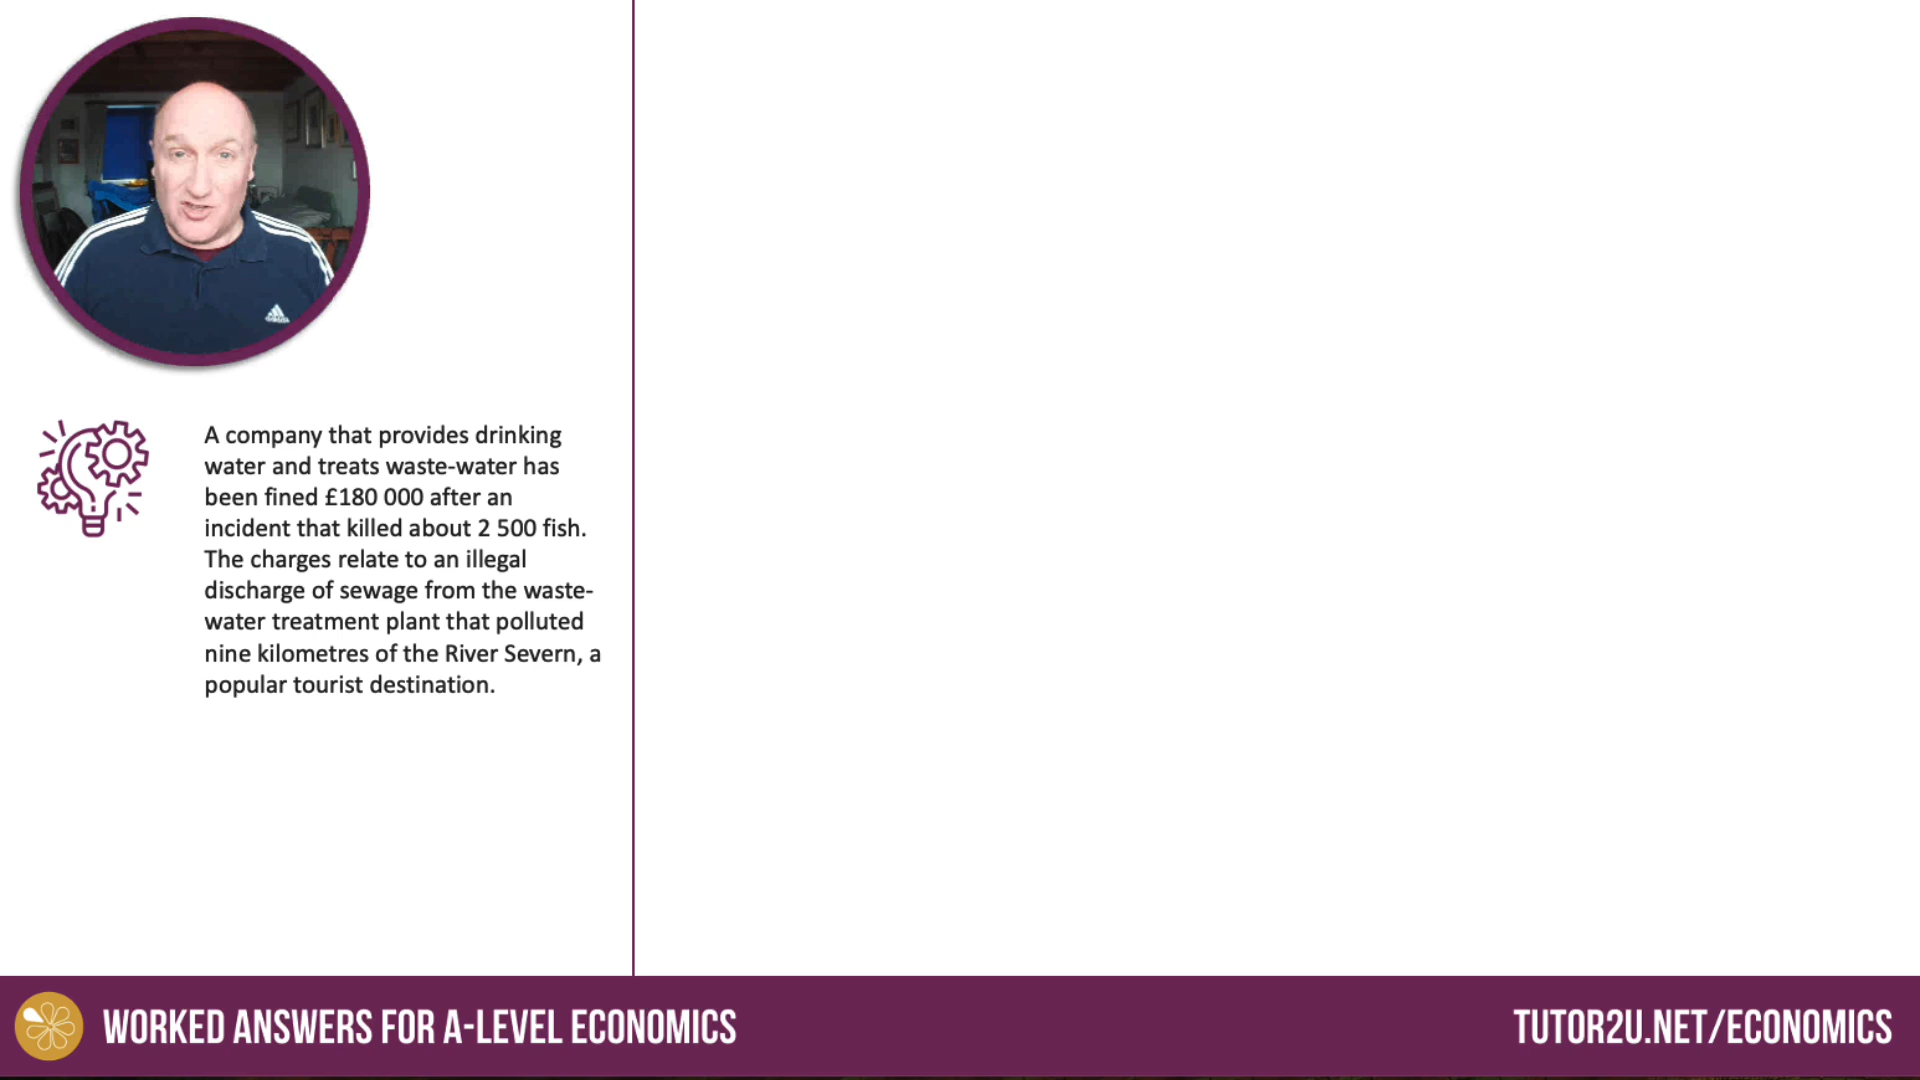 A company that provides drinking
water and treats waste-water has
been fined £180 000 after an
incident that killed about 2 500 fish.
The charges relate to an illegal
discharge of sewage from the waste-
water treatment plant that polluted
nine kilometres of the River Severn, a
popular tourist destination.
WORKED ANSWERS FOR A-LEVEL ECONOMICS
TUTOR2U.NET/ECONOMICS